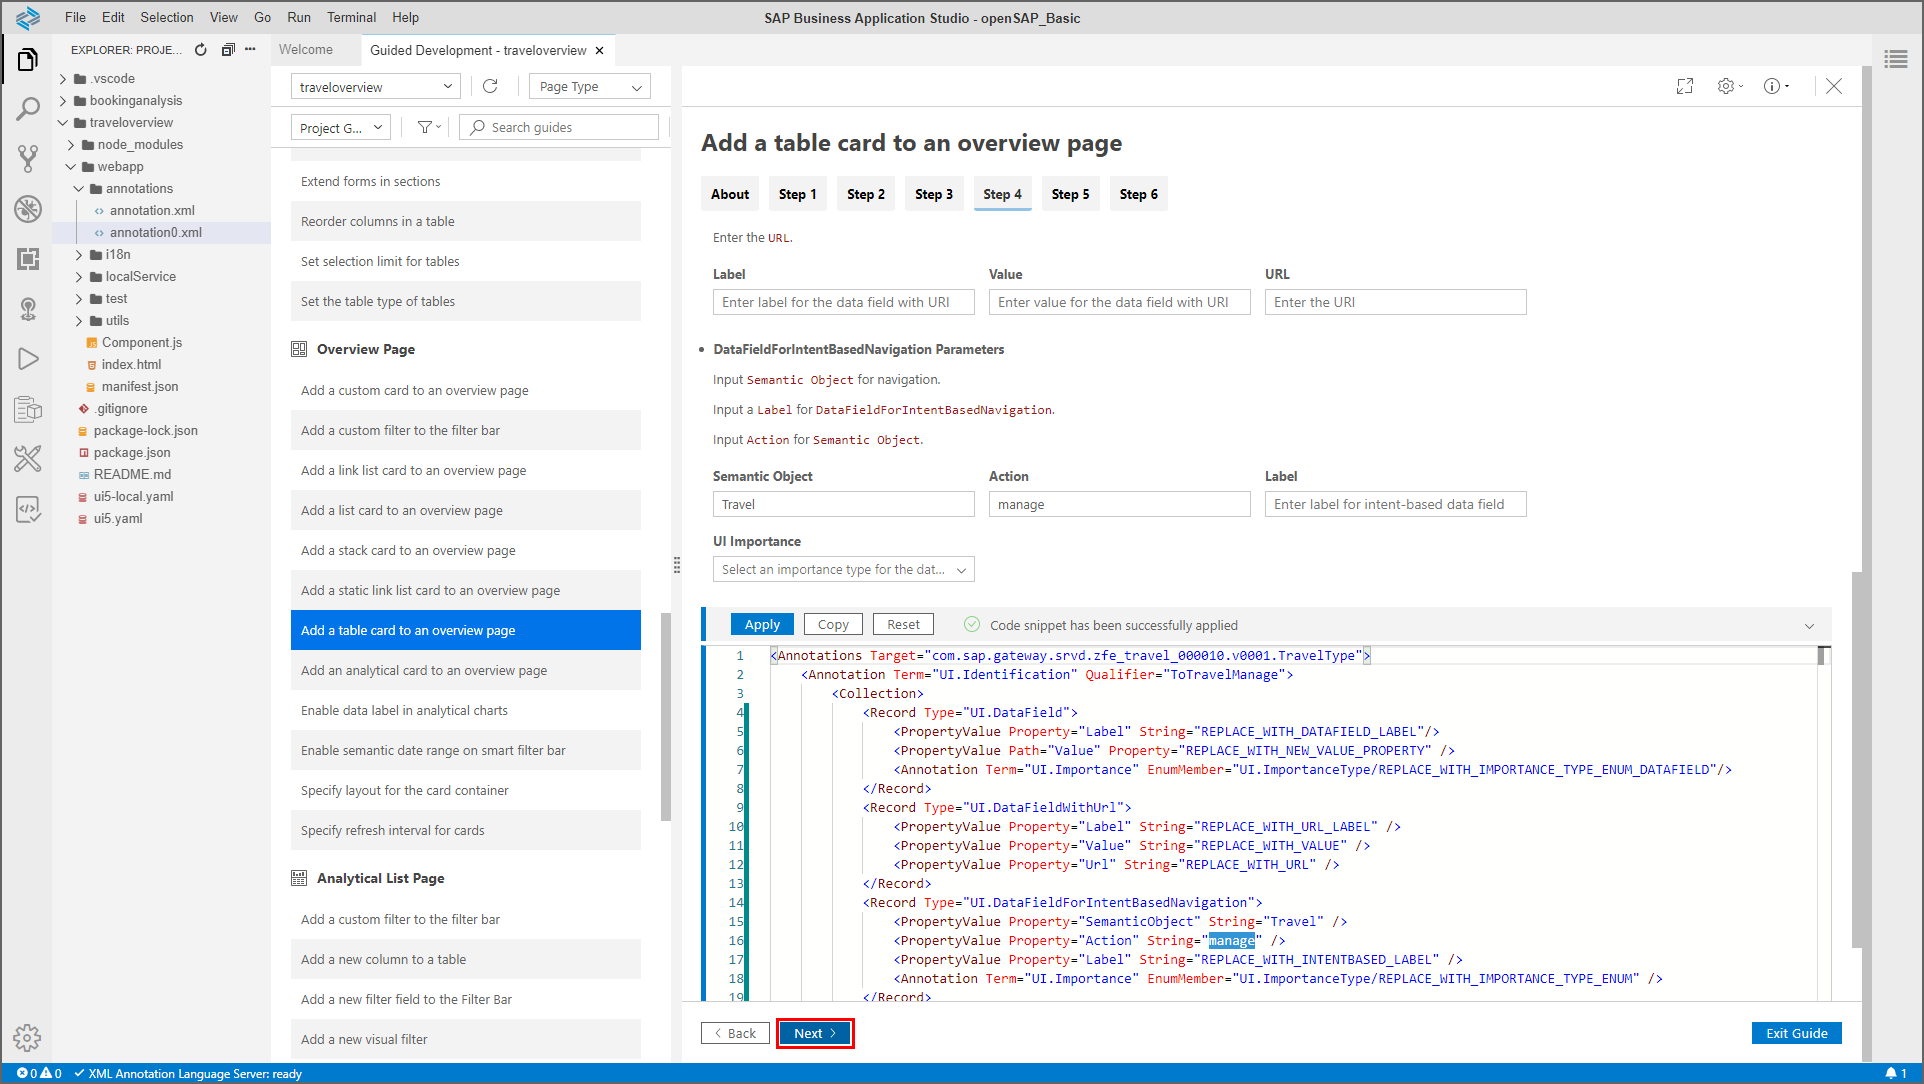 File Edit Selection View Go Run Terminal Help
SAP Business Application Studio - openSAP_Basic
EXPLORER: PROJE...
Welcome
Guided Development - traveloverview
.vscode
bookinganalysis
traveloverview
node_modules
webapp
annotations
annotation.xml
annotation0.xml
i18n
localService
test
utils
Component.js
index.html
manifest.json
.gitignore
package-lock.json
package.json
README.md
ui5-local.yaml
ui5.yaml
traveloverview
Page Type
Project G...
Search guides
Extend forms in sections
Reorder columns in a table
Set selection limit for tables
Set the table type of tables
Overview Page
Add a custom card to an overview page
Add a custom filter to the filter bar
Add a link list card to an overview page
Add a list card to an overview page
Add a stack card to an overview page
Add a static link list card to an overview page
Add a table card to an overview page
Add an analytical card to an overview page
Enable data label in analytical charts
Enable semantic date range on smart filter bar
Specify layout for the card container
Specify refresh interval for cards
Analytical List Page
Add a custom filter to the filter bar
Add a new column to a table
Add a new filter field to the Filter Bar
Add a new visual filter
Add a table card to an overview page
About Step 1 Step 2 Step 3 Step 4 Step 5 Step 6
Enter the URL.
Label Value URL
Enter label for the data field with URI Enter value for the data field with URI Enter the URI
• DataFieldForIntentBasedNavigation Parameters
Input Semantic Object for navigation.
Input a Label for DataFieldForIntentBasedNavigation.
Input Action for Semantic Object.
Semantic Object Action Label
Travel manage Enter label for intent-based data field
UI Importance
Select an importance type for the dat...
Apply Copy Reset Code snippet has been successfully applied
1 <Annotations Target="com.sap.gateway.srvd.zfe_travel_000010.v0001.TravelType">
2 <Annotation Term="UI.Identification" Qualifier="ToTravelManage">
3 <Collection>
4 <Record Type="UI.DataField">
5 <PropertyValue Property="Label" String="REPLACE_WITH_DATAFIELD_LABEL"/>
6 <PropertyValue Path="Value" Property="REPLACE_WITH_NEW_VALUE_PROPERTY" />
7 <Annotation Term="UI.Importance" EnumMember="UI.ImportanceType/REPLACE_WITH_IMPORTANCE_TYPE_ENUM_DATAFIELD"/>
8 </Record>
9 <Record Type="UI.DataFieldWithUrl">
10 <PropertyValue Property="Label" String="REPLACE_WITH_URL_LABEL" />
11 <PropertyValue Property="Value" String="REPLACE_WITH_VALUE" />
12 <PropertyValue Property="Url" String="REPLACE_WITH_URL" />
13 </Record>
14 <Record Type="UI.DataFieldForIntentBasedNavigation">
15 <PropertyValue Property="SemanticObject" String="Travel" />
16 <PropertyValue Property="Action" String="manage" />
17 <PropertyValue Property="Label" String="REPLACE_WITH_INTENTBASED_LABEL" />
18 <Annotation Term="UI.Importance" EnumMember="UI.ImportanceType/REPLACE_WITH_IMPORTANCE_TYPE_ENUM" />
19 </Record>
Back Next Exit Guide
0 0 XML Annotation Language Server: ready 1